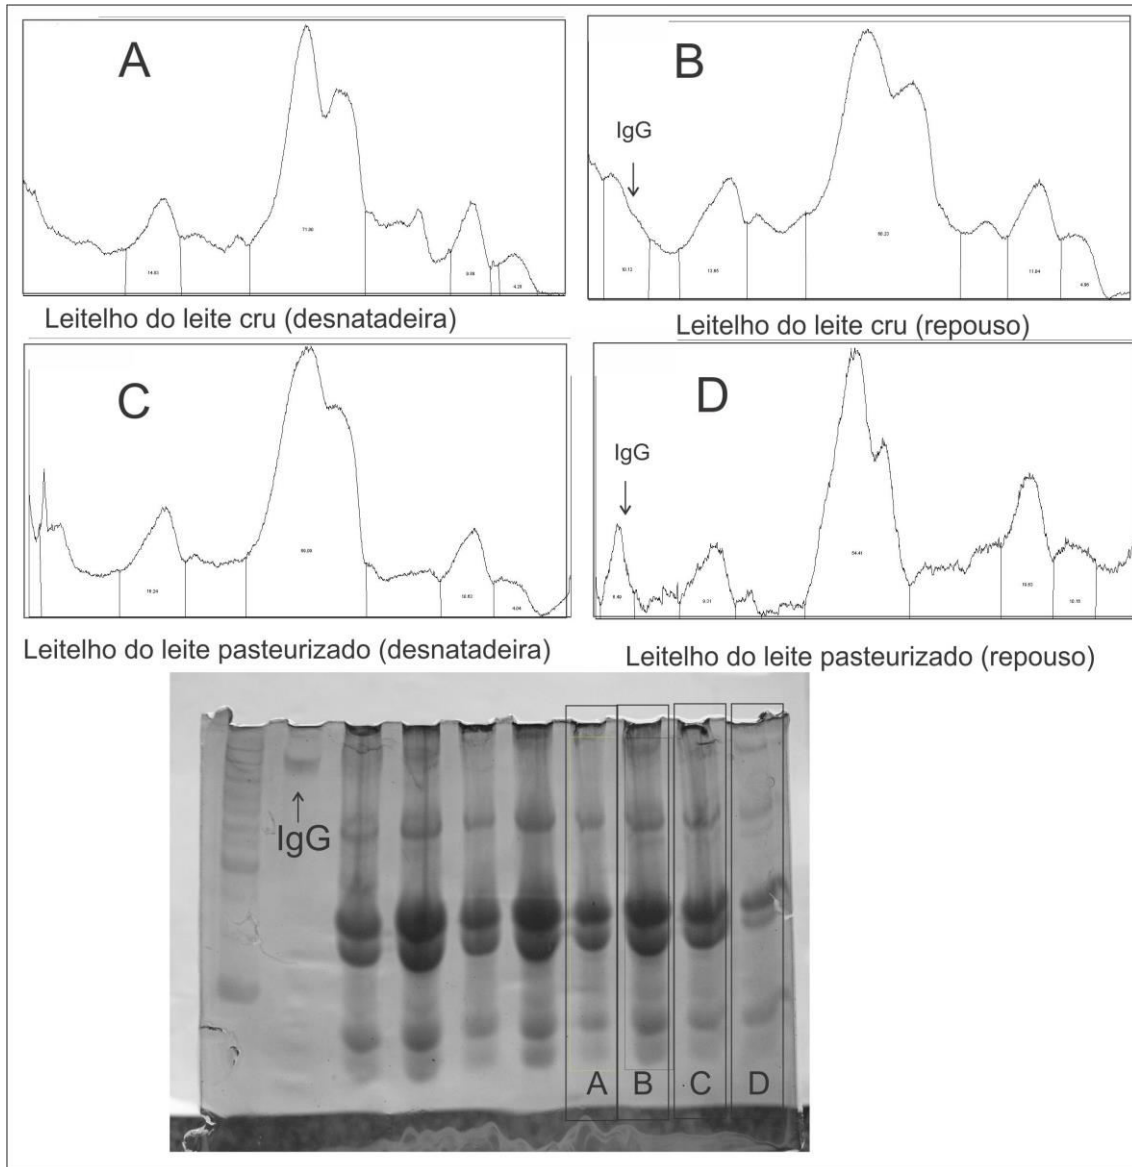 A
B
IgG
Leitelho do leite cru (desnatadeira)
Leitelho do leite cru (repouso)
C
D
IgG
Leitelho do leite pasteurizado (desnatadeira)
Leitelho do leite pasteurizado (repouso)
IgG
A B C D